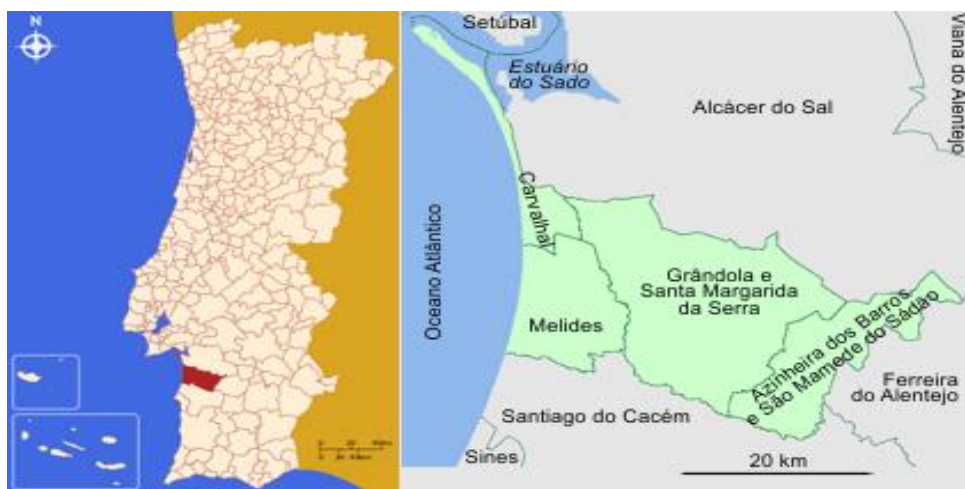 N
Setúbal
Estuário
do Sado
Viana do Alentejo
Alcácer do Sal
Carvalhal
Oceano Atlântico
Grândola e
Santa Margarida
da Serra
Melides
Azinheira dos Barros
e São Mamede do Sádão
Ferreira
do Alentejo
Santiago do Cacém
Sines
20 km